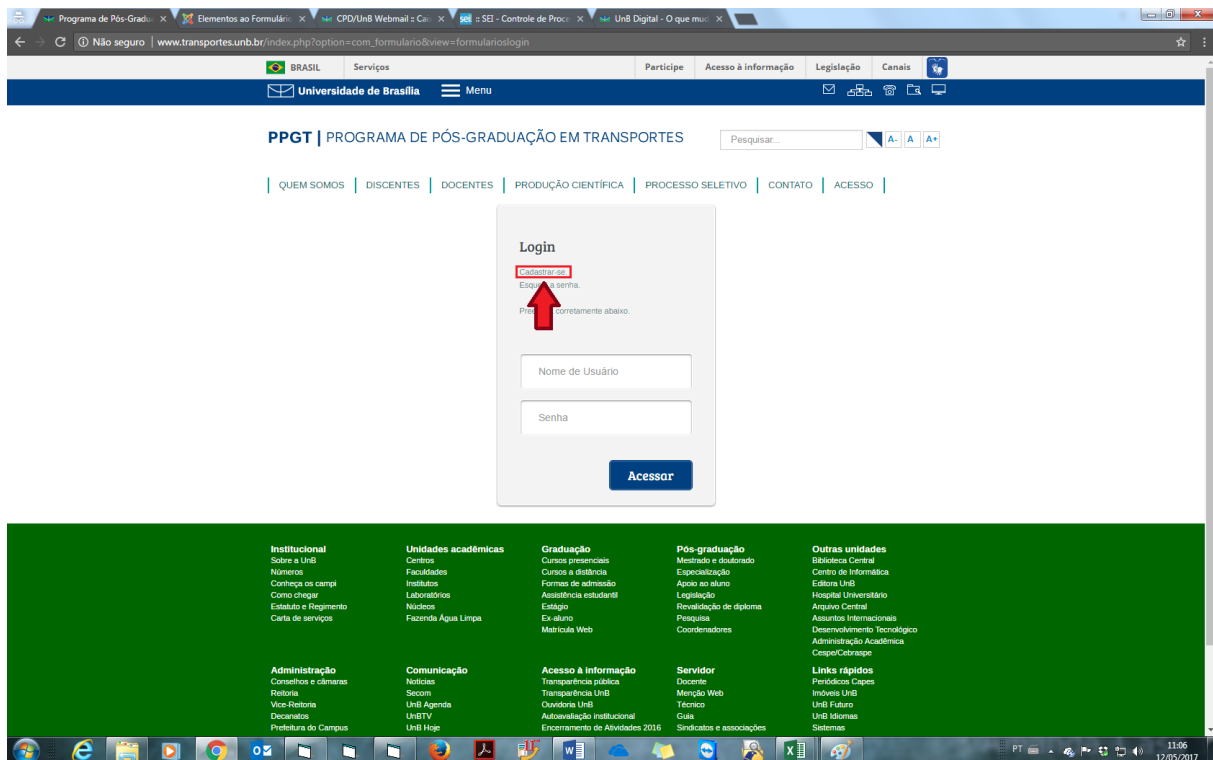 Programa de Pós-Gradu
Elementos ao Formulário
CPD/UnB Webmail :: Cai
sei :: SEI - Controle de Proce
UnB Digital - O que mud
Não seguro | www.transportes.unb.br/index.php?option=com_formulario&view=formularioslogin
BRASIL Serviços Participe Acesso à informação Legislação Canais
Universidade de Brasília Menu
PPGT | PROGRAMA DE PÓS-GRADUAÇÃO EM TRANSPORTES Pesquisar... A- A A+
QUEM SOMOS DISCENTES DOCENTES PRODUÇÃO CIENTÍFICA PROCESSO SELETIVO CONTATO ACESSO
Login
Cadastrar-se.
a senha.
corretamente abaixo.
Nome de Usuário
Senha
Acessar
Institucional
Sobre a UnB
Números
Conheça os campi
Como chegar
Estatuto e Regimento
Carta de serviços
Unidades acadêmicas
Centros
Faculdades
Institutos
Laboratórios
Núcleos
Fazenda Água Limpa
Graduação
Cursos presenciais
Cursos a distância
Formas de admissão
Assistência estudantil
Estágio
Ex-aluno
Matrícula Web
Pós-graduação
Mestrado e doutorado
Especialização
Apoio ao aluno
Legislação
Revalidação de diploma
Pesquisa
Coordenadores
Outras unidades
Biblioteca Central
Centro de Informática
Editora UnB
Hospital Universitário
Arquivo Central
Assuntos Internacionais
Desenvolvimento Tecnológico
Administração Acadêmica
Cespe/Cebraspe
Administração
Conselhos e câmaras
Reitoria
Vice-Reitoria
Decanatos
Prefeitura do Campus
Comunicação
Notícias
Secom
UnB Agenda
UnBTV
UnB Hoje
Acesso à informação
Transparência pública
Transparência UnB
Ouvidoria UnB
Autoavaliação institucional
Encerramento de Atividades 2016
Servidor
Docente
Menção Web
Técnico
Guia
Sindicatos e associações
Links rápidos
Periódicos Capes
Imóveis UnB
UnB Futuro
UnB Idiomas
Sistemas
PT
11:06
12/05/2017